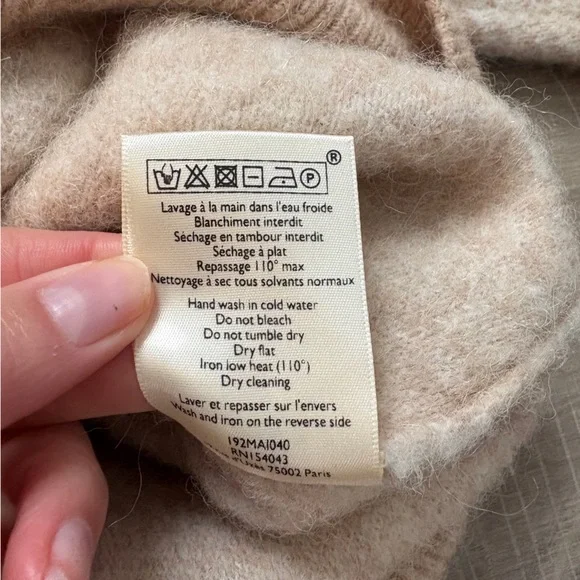 ®
P
Lavage à la main dans l'eau froide
Blanchiment interdit
Séchage en tambour interdit
Séchage à plat
Repassage 110° max
Nettoyage à sec tous solvants normaux
Hand wash in cold water
Do not bleach
Do not tumble dry
Dry flat
Iron low heat (110°)
Dry cleaning
Laver et repasser sur l'envers
Wash and iron on the reverse side
192MAI040
RN154043
d'Uzès 75002 Paris